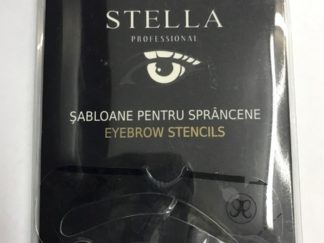 STELLA
PROFESSIONAL
ŞABLOANE PENTRU SPRÂNCENE
EYEBROW STENCILS